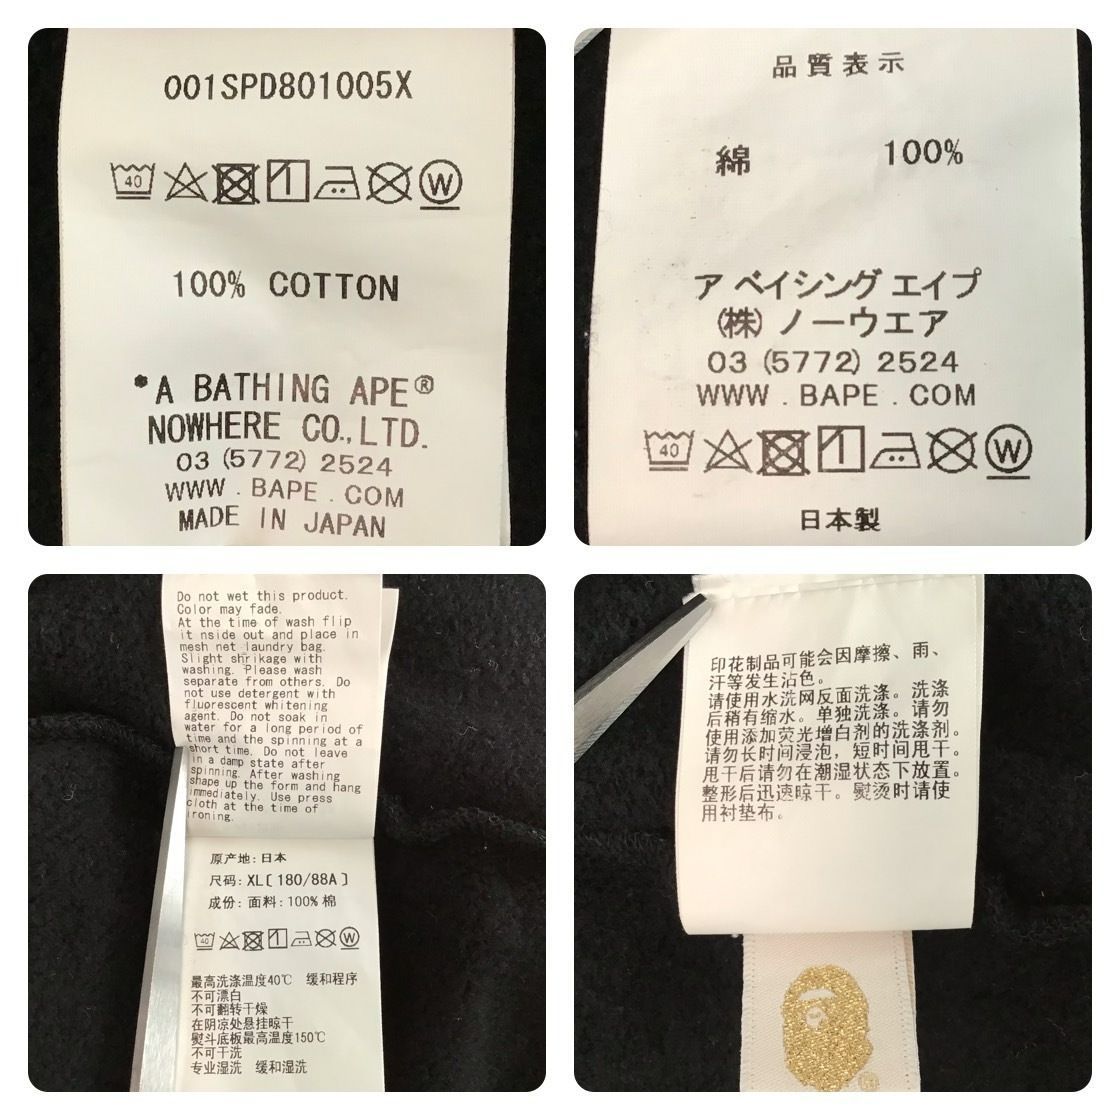 001SPD801005X
40 W
100% COTTON
*A BATHING APE®
NOWHERE CO.,LTD.
03 (5772) 2524
WWW . BAPE . COM
MADE IN JAPAN
品質表示
綿 100%
ア ベイシング エイプ
(株) ノーウエア
03 (5772) 2524
WWW . BAPE . COM
40 W
日本製
Do not wet this product.
Color may fade.
At the time of wash flip
it nside out and place in
mesh net laundry bag.
Slight shrikage with
washing. Please wash
separate from others. Do
not use detergent with
fluorescent whitening
agent. Do not soak in
water for a long period of
time and the spinning at a
short time. Do not leave
in a damp state after
spinning. After washing
shape up the form and hang
immediately. Use press
cloth at the time of
ironing.
原产地: 日本
尺码: XL[ 180/88A ]
成份: 面料: 100% 棉
40 W
最高洗涤温度40℃ 缓和程序
不可漂白
不可翻转干燥
在阴凉处悬挂晾干
熨斗底板最高温度150℃
不可干洗
专业湿洗 缓和湿洗
印花制品可能会因摩擦、雨、
汗等发生沾色。
请使用水洗网反面洗涤。洗涤
后稍有缩水。单独洗涤。请勿
使用添加荧光增白剂的洗涤剂。
请勿长时间浸泡，短时间甩干。
甩干后请勿在潮湿状态下放置。
整形后迅速晾干。熨烫时请使
用衬垫布。
®